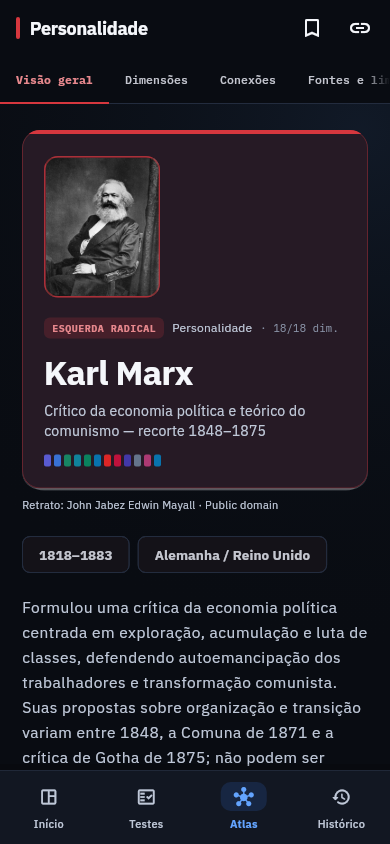 Personalidade
Visão geral
Dimensões
Conexões
Fontes e li
ESQUERDA RADICAL
Personalidade · 18/18 dim.
Karl Marx
Crítico da economia política e teórico do
comunismo — recorte 1848–1875
Retrato: John Jabez Edwin Mayall · Public domain
1818–1883
Alemanha / Reino Unido
Formulou uma crítica da economia política
centrada em exploração, acumulação e luta de
classes, defendendo autoemancipação dos
trabalhadores e transformação comunista.
Suas propostas sobre organização e transição
variam entre 1848, a Comuna de 1871 e a
crítica de Gotha de 1875; não podem ser
Início
Testes
Atlas
Histórico